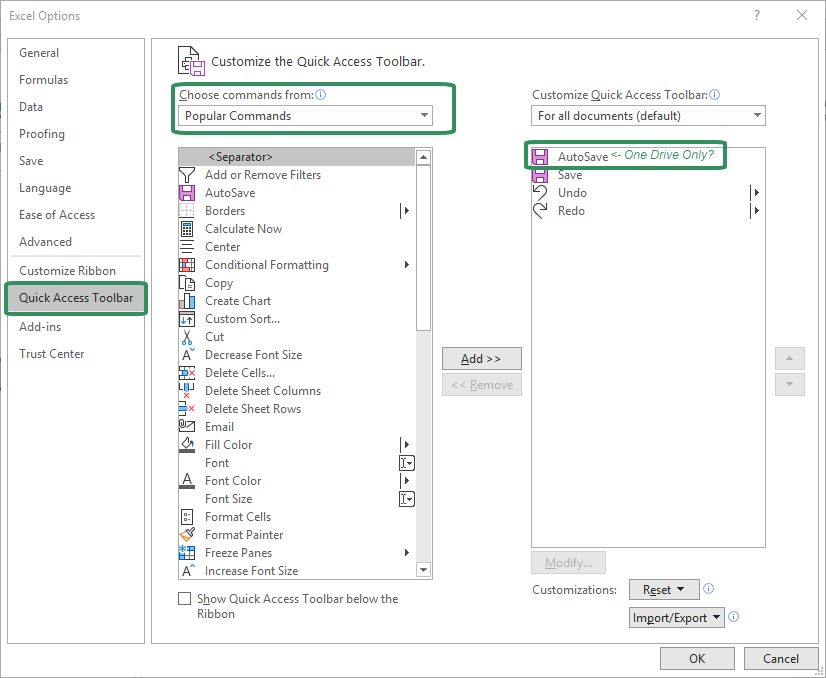 Excel Options
?
General
Formulas
Data
Proofing
Save
Language
Ease of Access
Advanced
Customize Ribbon
Quick Access Toolbar
Add-ins
Trust Center
Customize the Quick Access Toolbar.
Choose commands from:
Popular Commands
<Separator>
Add or Remove Filters
AutoSave
Borders
Calculate Now
Center
Conditional Formatting
Copy
Create Chart
Custom Sort...
Cut
Decrease Font Size
Delete Cells...
Delete Sheet Columns
Delete Sheet Rows
Email
Fill Color
Font
Font Color
Font Size
Format Cells
Format Painter
Freeze Panes
Increase Font Size
Show Quick Access Toolbar below the
Ribbon
Add >>
<< Remove
Customize Quick Access Toolbar:
For all documents (default)
AutoSave <- One Drive Only?
Save
Undo
Redo
Modify...
Customizations:
Reset
Import/Export
OK
Cancel